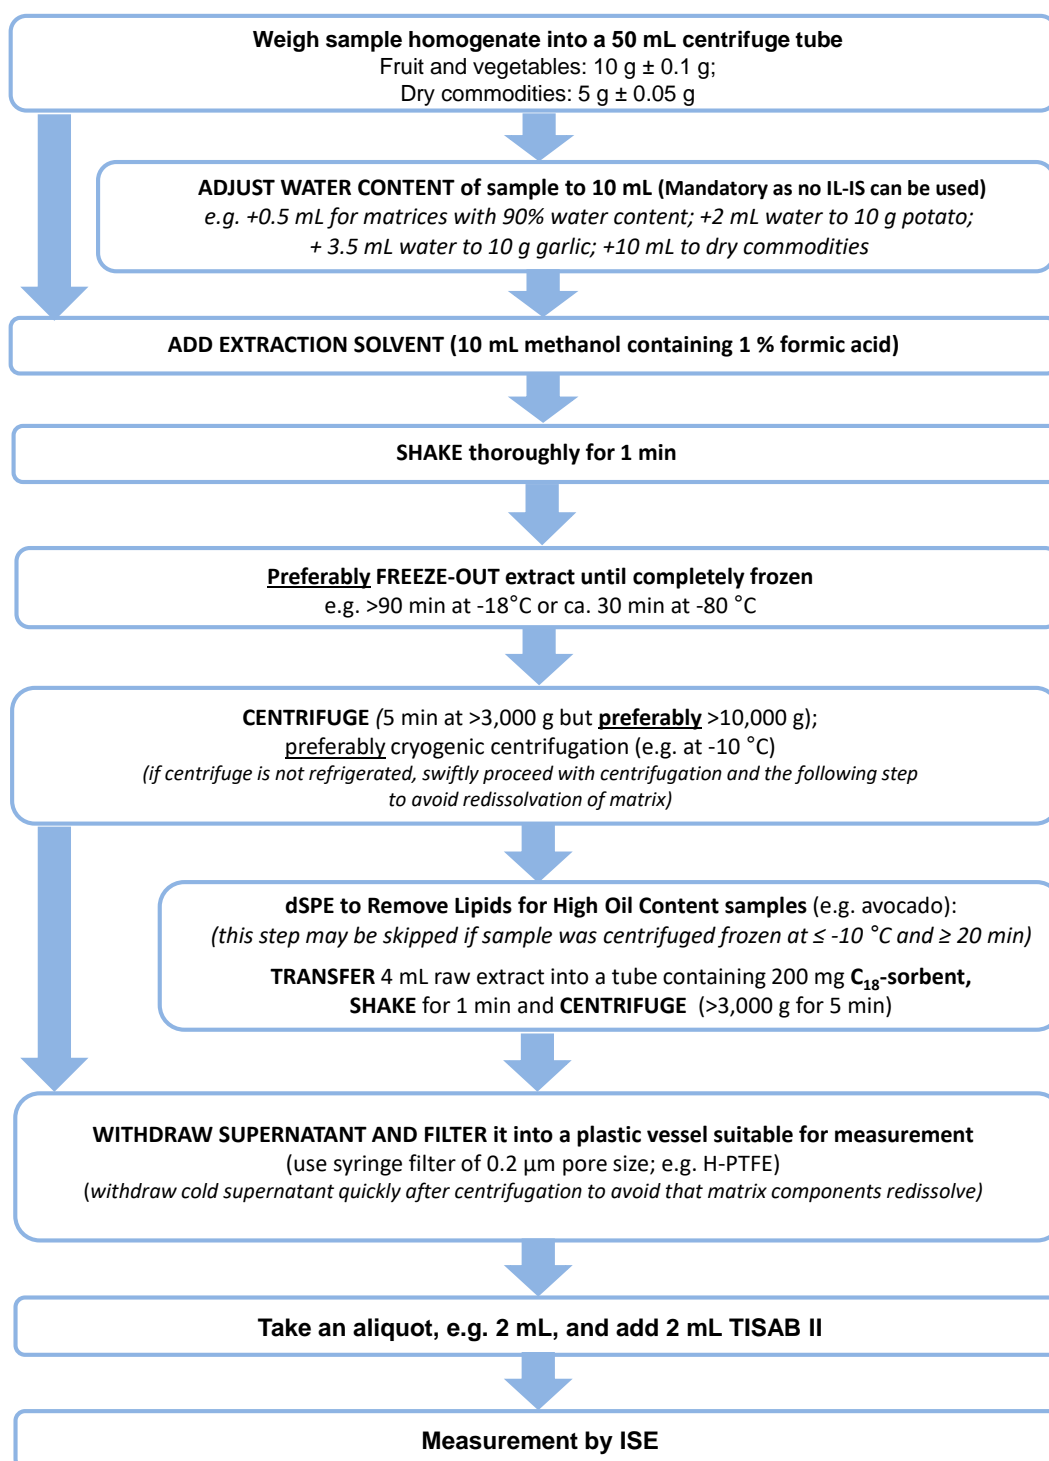 Weigh sample homogenate into a 50 mL centrifuge tube
Fruit and vegetables: 10 g ± 0.1 g;
Dry commodities: 5 g ± 0.05 g
ADJUST WATER CONTENT of sample to 10 mL (Mandatory as no IL-IS can be used)
e.g. +0.5 mL for matrices with 90% water content; +2 mL water to 10 g potato;
+ 3.5 mL water to 10 g garlic; +10 mL to dry commodities
ADD EXTRACTION SOLVENT (10 mL methanol containing 1 % formic acid)
SHAKE thoroughly for 1 min
Preferably FREEZE-OUT extract until completely frozen
e.g. >90 min at -18°C or ca. 30 min at -80 °C
CENTRIFUGE (5 min at >3,000 g but preferably >10,000 g);
preferably cryogenic centrifugation (e.g. at -10 °C)
(if centrifuge is not refrigerated, swiftly proceed with centrifugation and the following step
to avoid redissolvation of matrix)
dSPE to Remove Lipids for High Oil Content samples (e.g. avocado):
(this step may be skipped if sample was centrifuged frozen at ≤ -10 °C and ≥ 20 min)
TRANSFER 4 mL raw extract into a tube containing 200 mg C18-sorbent,
SHAKE for 1 min and CENTRIFUGE (>3,000 g for 5 min)
WITHDRAW SUPERNATANT AND FILTER it into a plastic vessel suitable for measurement
(use syringe filter of 0.2 µm pore size; e.g. H-PTFE)
(withdraw cold supernatant quickly after centrifugation to avoid that matrix components redissolve)
Take an aliquot, e.g. 2 mL, and add 2 mL TISAB II
Measurement by ISE